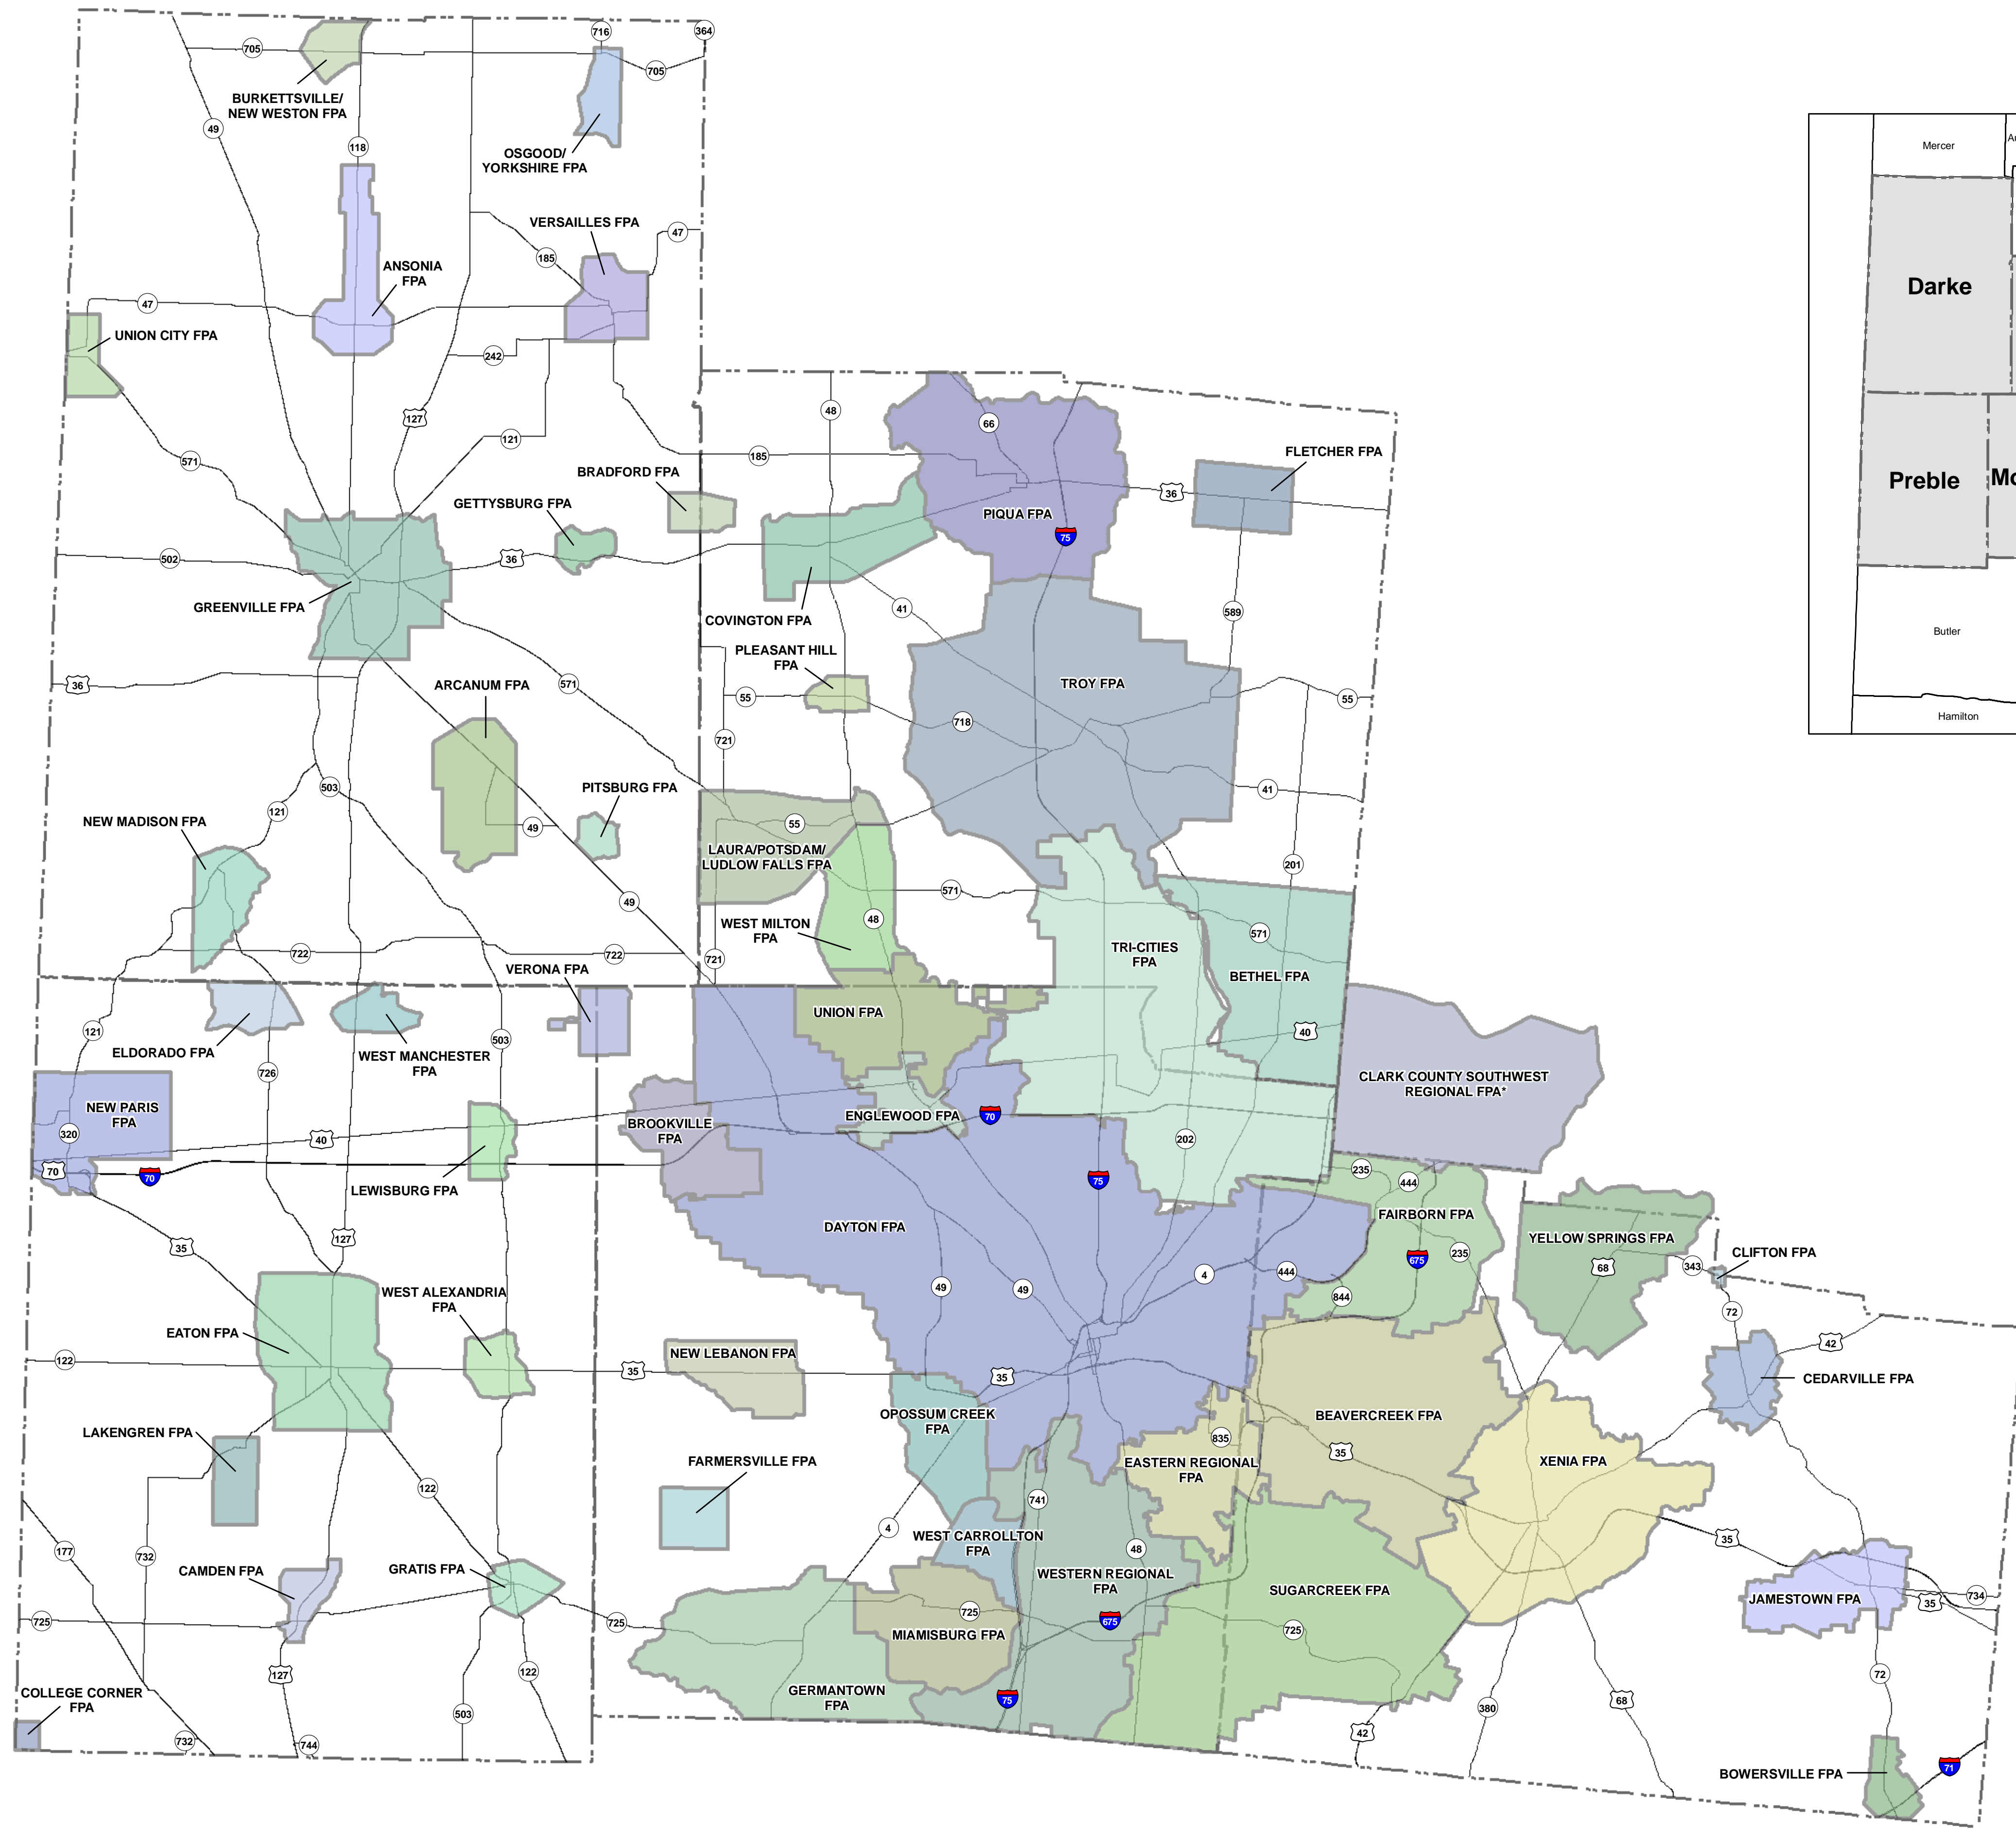 716
364
705
705
BURKETTSVILLE/
NEW WESTON FPA
49
118
OSGOOD/
YORKSHIRE FPA
VERSAILLES FPA
47
185
ANSONIA
FPA
47
UNION CITY FPA
242
127
121
571
48
66
185
BRADFORD FPA
FLETCHER FPA
36
GETTYSBURG FPA
PIQUA FPA
75
502
36
GREENVILLE FPA
COVINGTON FPA
41
589
PLEASANT HILL
FPA
36
ARCANUM FPA
571
55
TROY FPA
55
718
721
503
PITSBURG FPA
41
121
NEW MADISON FPA
49
55
LAURA/POTSDAM/
LUDLOW FALLS FPA
201
49
571
48
WEST MILTON
FPA
571
722
722
721
TRI-CITIES
FPA
BETHEL FPA
VERONA FPA
UNION FPA
40
121
503
ELDORADO FPA
WEST MANCHESTER
FPA
726
CLARK COUNTY SOUTHWEST
REGIONAL FPA*
NEW PARIS
FPA
320
40
BROOKVILLE
FPA
ENGLEWOOD FPA
70
202
70
70
75
235
444
LEWISBURG FPA
DAYTON FPA
FAIRBORN FPA
YELLOW SPRINGS FPA
35
127
675
235
68
343
CLIFTON FPA
49
49
4
444
844
72
WEST ALEXANDRIA
FPA
EATON FPA
42
122
35
NEW LEBANON FPA
35
CEDARVILLE FPA
OPOSSUM CREEK
FPA
BEAVERCREEK FPA
LAKENGREN FPA
835
35
FARMERSVILLE FPA
EASTERN REGIONAL
FPA
XENIA FPA
122
741
4
WEST CARROLLTON
FPA
48
35
177
732
CAMDEN FPA
GRATIS FPA
WESTERN REGIONAL
FPA
SUGARCREEK FPA
JAMESTOWN FPA
734
35
725
725
725
675
725
MIAMISBURG FPA
127
122
72
COLLEGE CORNER
FPA
GERMANTOWN
FPA
75
68
380
503
42
732
744
BOWERSVILLE FPA
71
Mercer
Darke
Preble
Butler
Hamilton